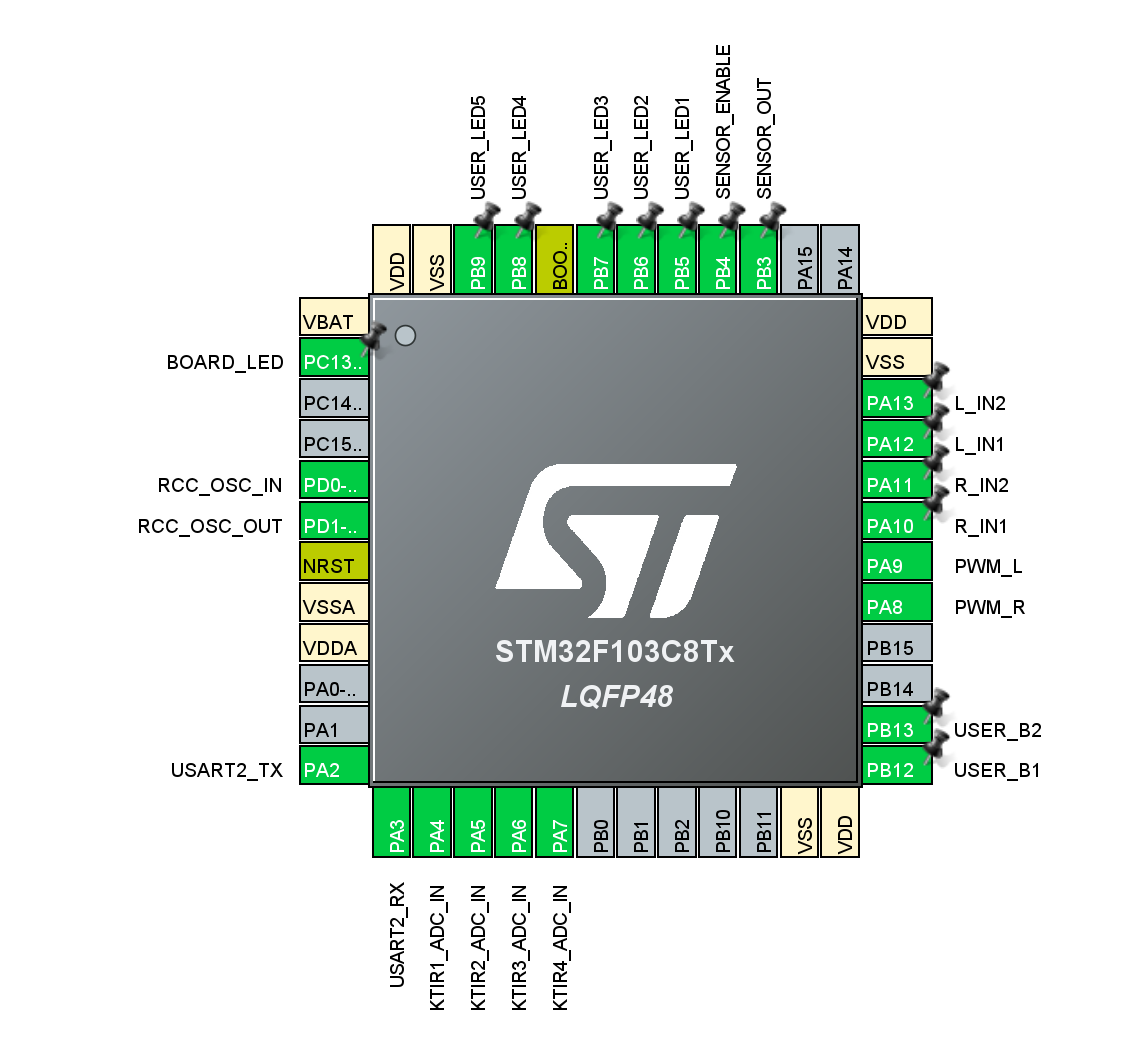 USER_LED5
USER_LED4
USER_LED3
USER_LED2
USER_LED1
SENSOR_ENABLE
SENSOR_OUT
VDD
VSS
PB9
PB8
BOO..
PB7
PB6
PB5
PB4
PB3
PA15
PA14
VBAT
BOARD_LED PC13..
PC14..
PC15..
RCC_OSC_IN PD0-..
RCC_OSC_OUT PD1-..
NRST
VSSA
VDDA
PA0-..
PA1
USART2_TX PA2
VDD
VSS
PA13 L_IN2
PA12 L_IN1
PA11 R_IN2
PA10 R_IN1
PA9 PWM_L
PA8 PWM_R
PB15
PB14
PB13 USER_B2
PB12 USER_B1
ST
STM32F103C8Tx
LQFP48
PA3
PA4
PA5
PA6
PA7
PB0
PB1
PB2
PB10
PB11
VSS
VDD
USART2_RX
KTIR1_ADC_IN
KTIR2_ADC_IN
KTIR3_ADC_IN
KTIR4_ADC_IN